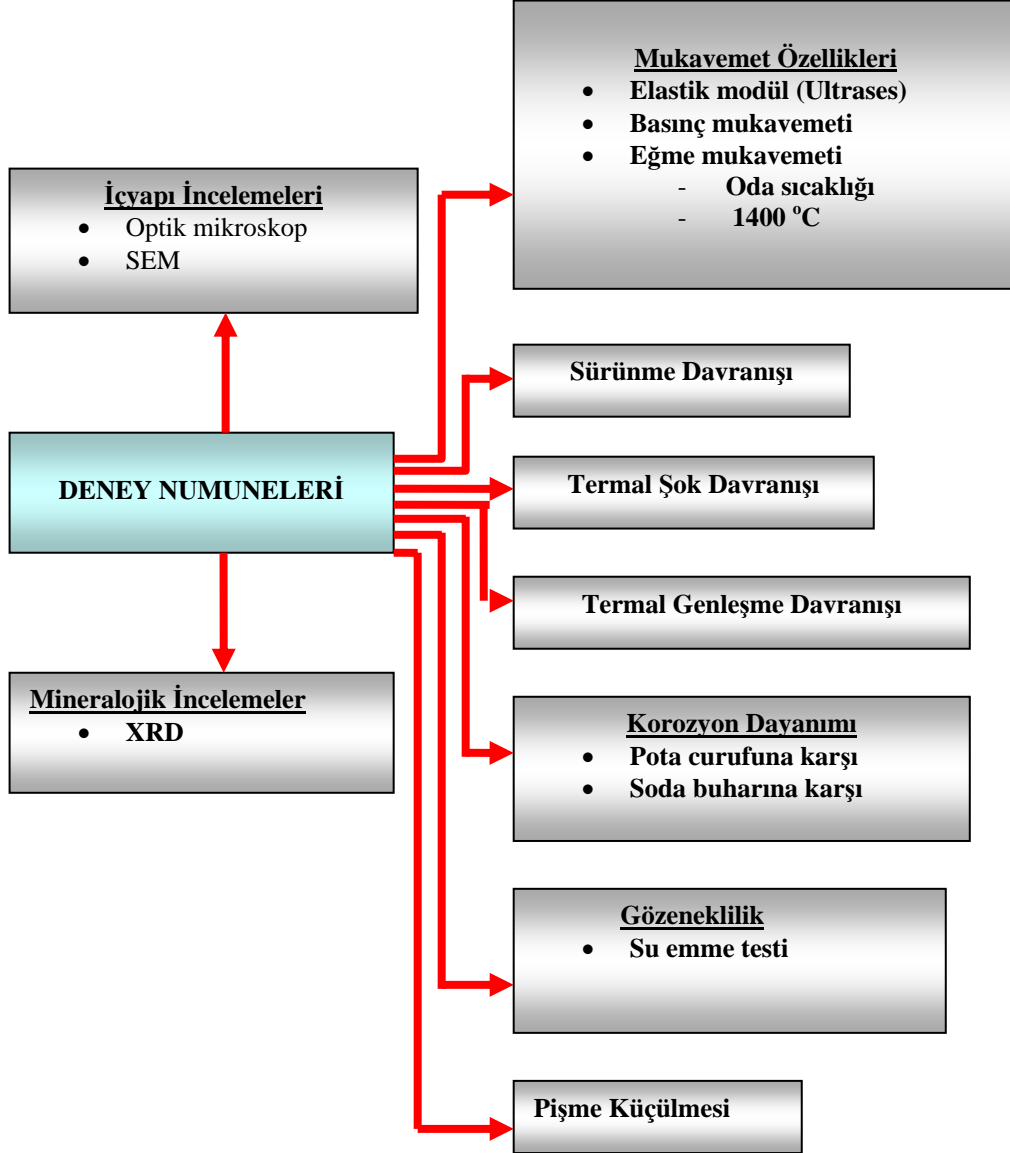 Mukavemet Özellikleri
• Elastik modül (Ultrases)
• Basınç mukavemeti
• Eğme mukavemeti
- Oda sıcaklığı
- 1400 °C
İçyapı İncelemeleri
• Optik mikroskop
• SEM
Sürünme Davranışı
DENEY NUMUNELERİ
Termal Şok Davranışı
Termal Genleşme Davranışı
Mineralojik İncelemeler
• XRD
Korozyon Dayanımı
• Pota curufuna karşı
• Soda buharına karşı
Gözeneklilik
• Su emme testi
Pişme Küçülmesi